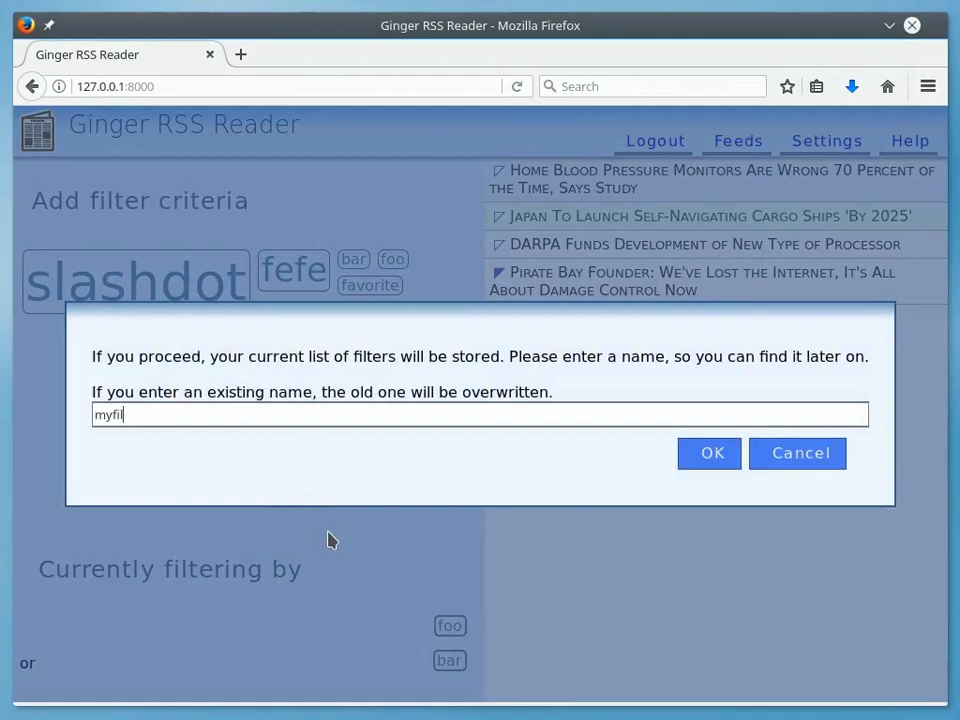 Ginger RSS Reader - Mozilla Firefox
Ginger RSS Reader
127.0.0.1:8000
Search
Ginger RSS Reader
Logout Feeds Settings Help
Add filter criteria
slashdot fefe bar foo
favorite
Home Blood Pressure Monitors Are Wrong 70 Percent of
the Time, Says Study
Japan To Launch Self-Navigating Cargo Ships 'By 2025'
DARPA Funds Development of New Type of Processor
Pirate Bay Founder: We've Lost the Internet, It's All
About Damage Control Now
If you proceed, your current list of filters will be stored. Please enter a name, so you can find it later on.
If you enter an existing name, the old one will be overwritten.
myfil
OK Cancel
Currently filtering by
foo
or bar